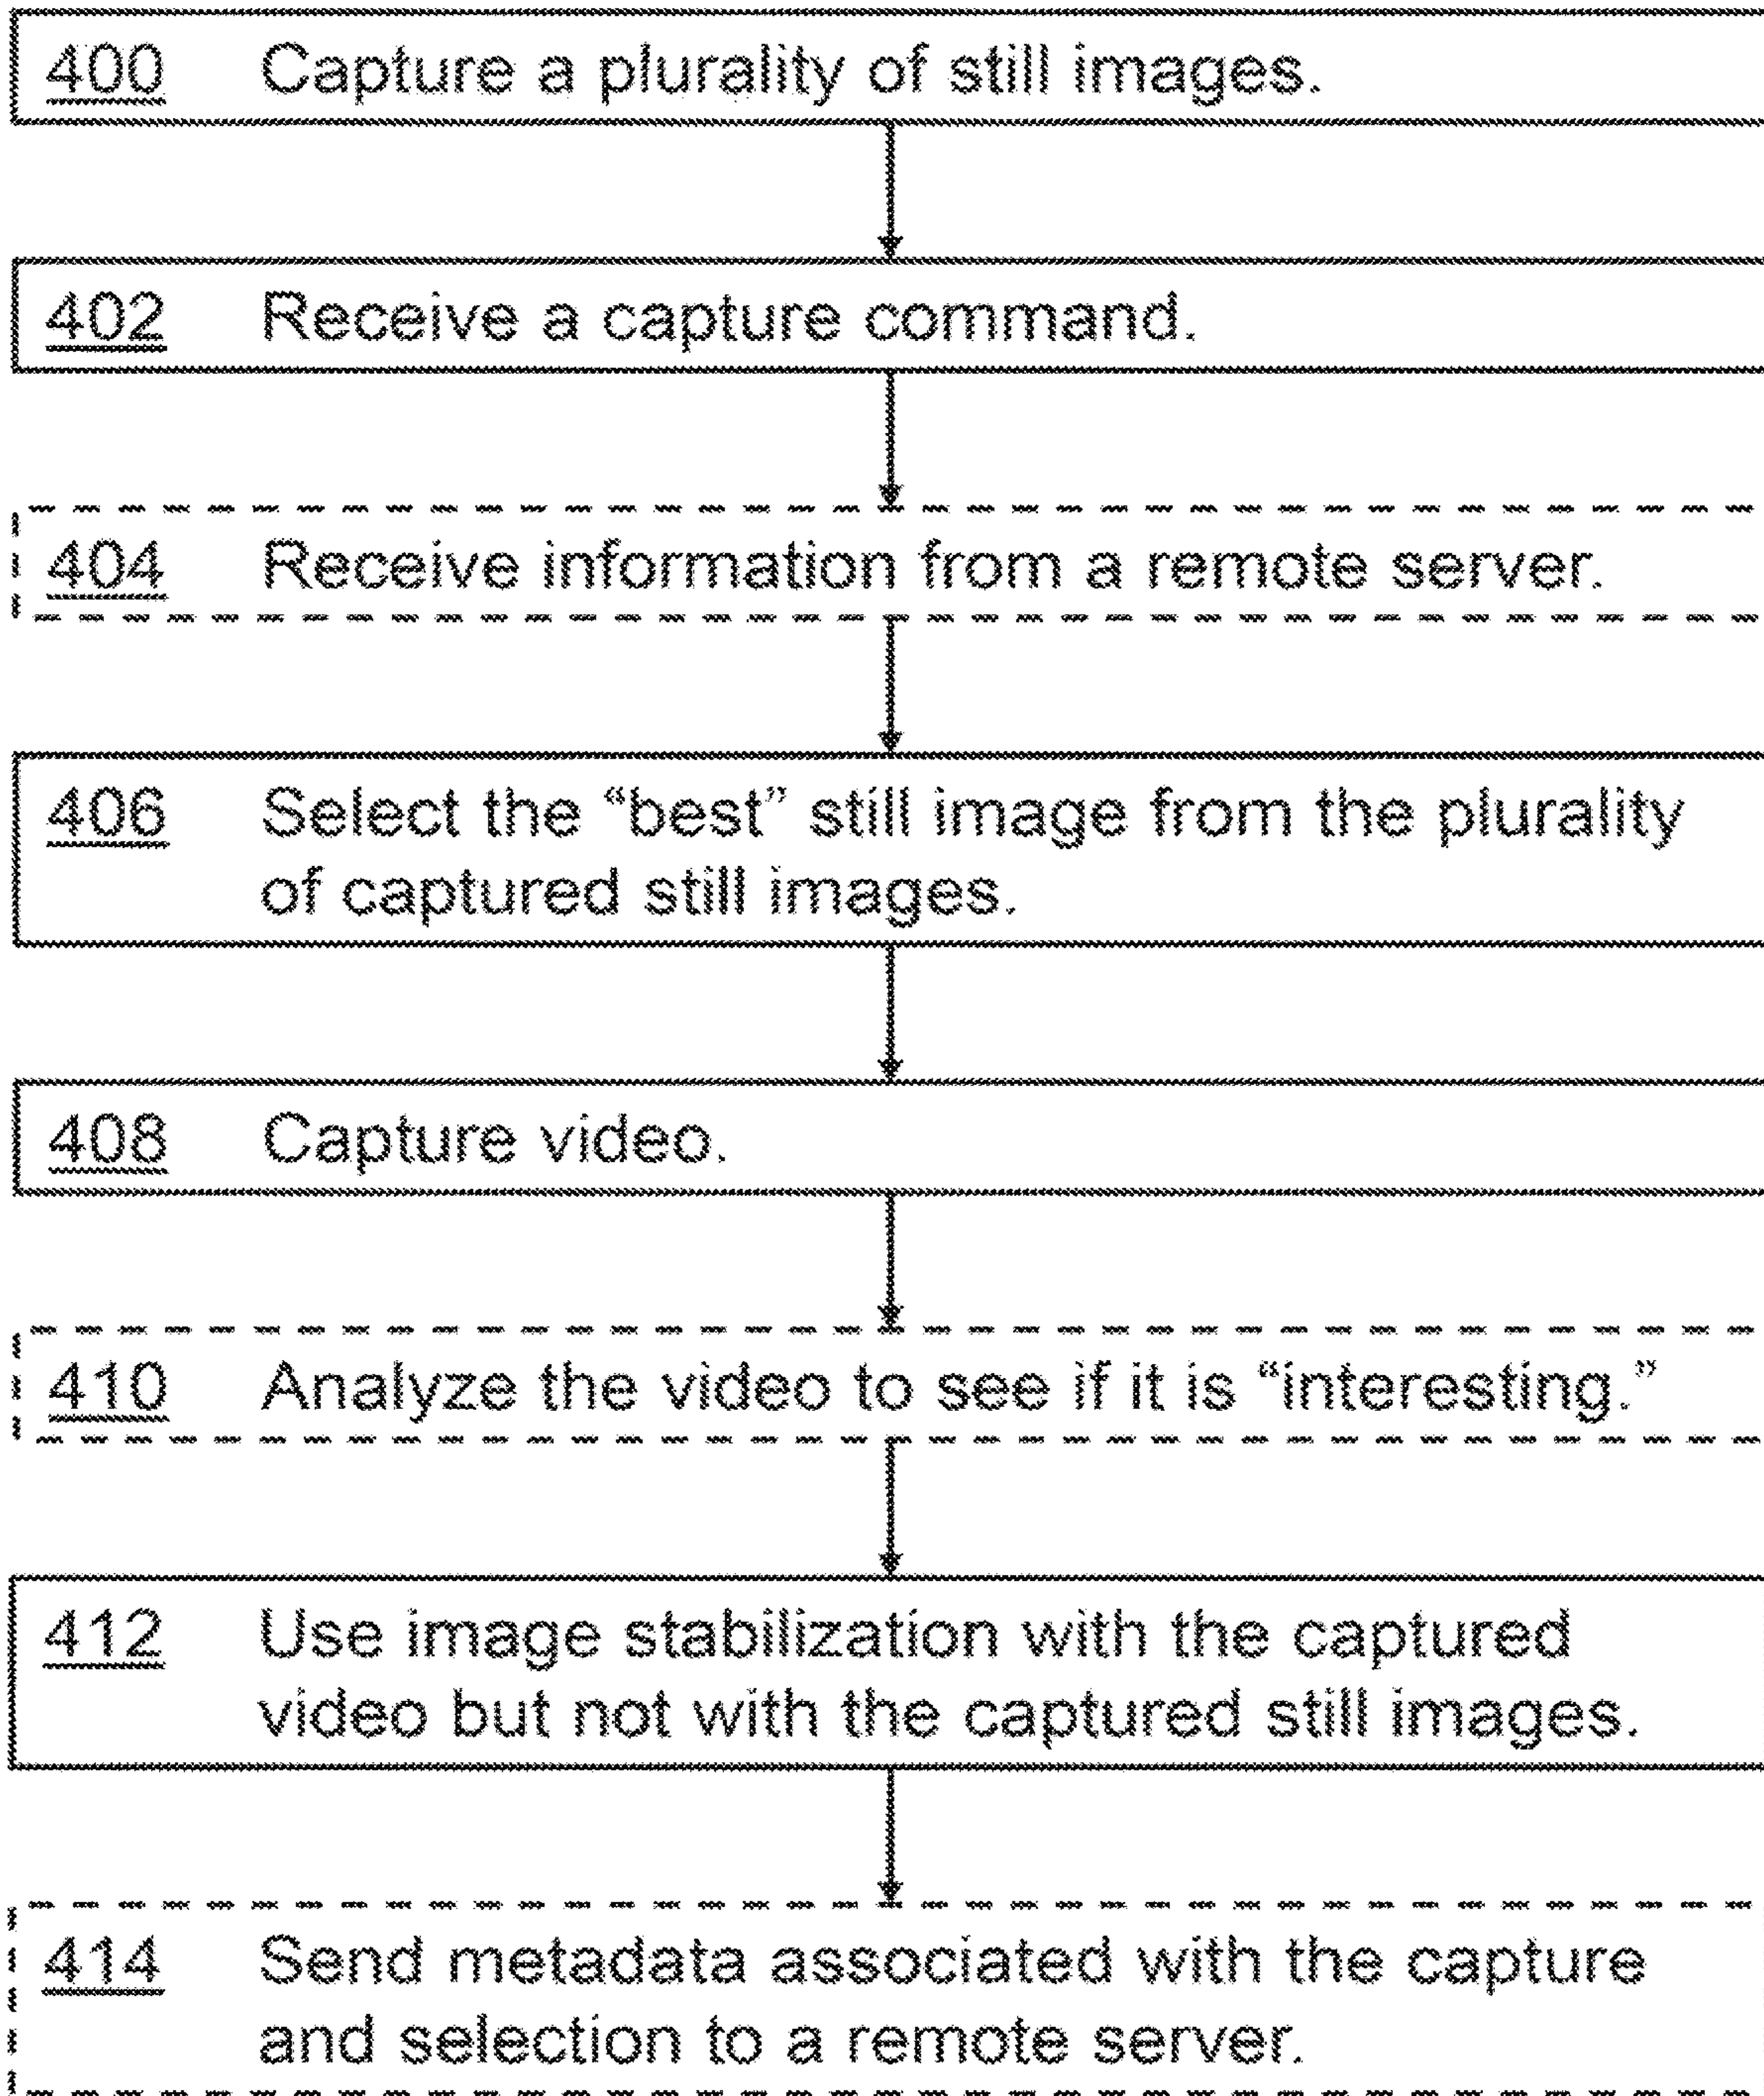 400 Capture a plurality of still images.
402 Receive a capture command.
404 Receive information from a remote server.
406 Select the “best” still image from the plurality
of captured still images.
408 Capture video.
410 Analyze the video to see if it is “interesting.”
412 Use image stabilization with the captured
video but not with the captured still images.
414 Send metadata associated with the capture
and selection to a remote server.